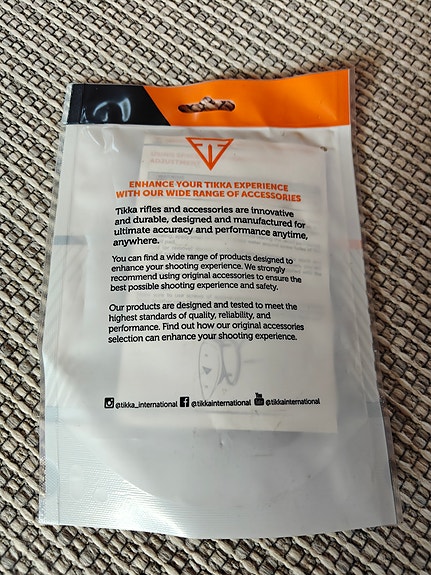 ENHANCE YOUR TIKKA EXPERIENCE
WITH OUR WIDE RANGE OF ACCESSORIES
Tikka rifles and accessories are innovative
and durable, designed and manufactured for
ultimate accuracy and performance anytime,
anywhere.
You can find a wide range of products designed to
enhance your shooting experience. We strongly
recommend using original accessories to ensure the
best possible shooting experience and safety.
Our products are designed and tested to meet the
highest standards of quality, reliability, and
performance. Find out how our original accessories
selection can enhance your shooting experience.
@tikka_international @tikkainternational @tikkainternational